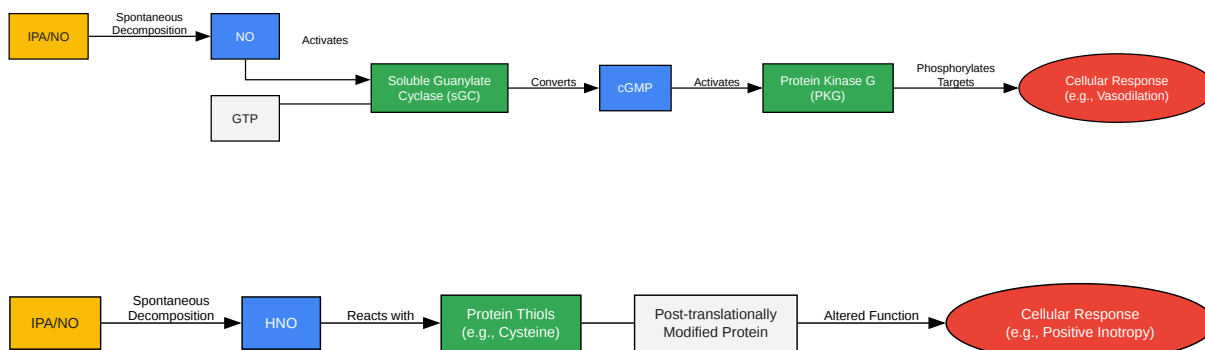 IPA/NO
Spontaneous
Decomposition
NO
Activates
GTP
Soluble Guanylate
Cyclase (sGC)
Converts
cGMP
Activates
Protein Kinase G
(PKG)
Phosphorylates
Targets
Cellular Response
(e.g., Vasodilation)
IPA/NO
Spontaneous
Decomposition
HNO
Reacts with
Protein Thiols
(e.g., Cysteine)
Post-translationally
Modified Protein
Altered Function
Cellular Response
(e.g., Positive Inotropy)